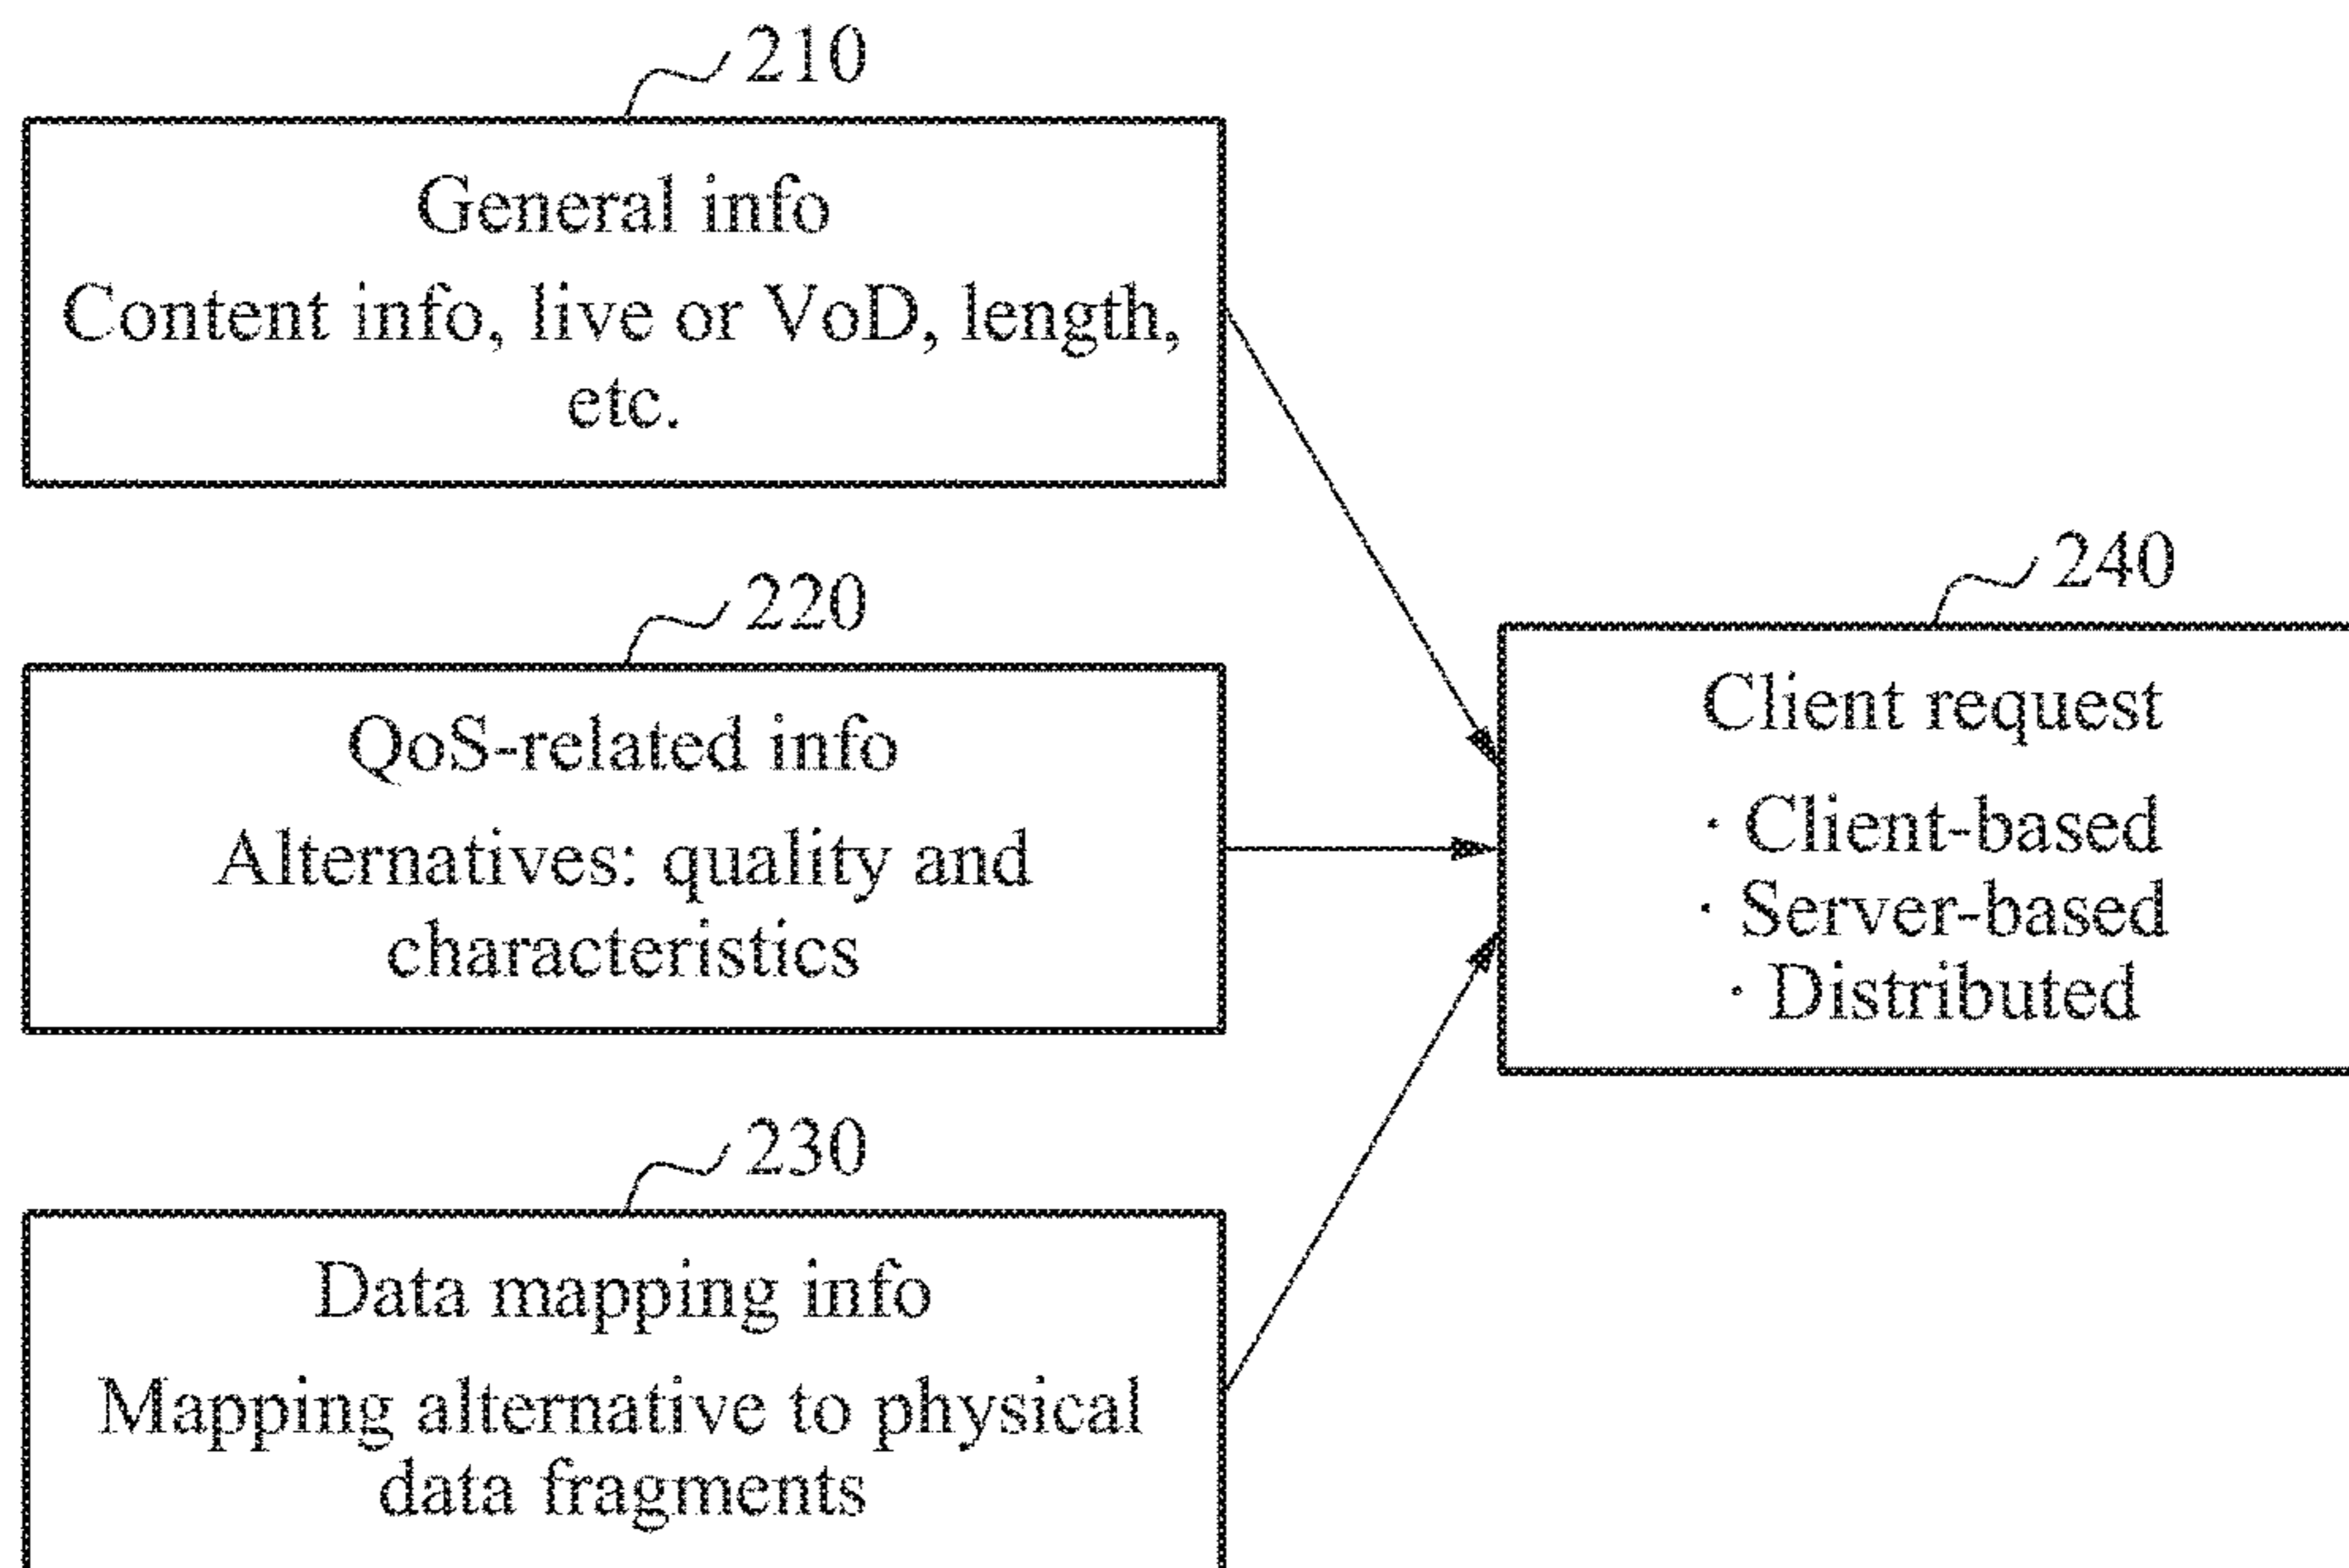 210
General info
Content info, live or VoD, length,
etc.
220
QoS-related info
Alternatives: quality and
characteristics
230
Data mapping info
Mapping alternative to physical
data fragments
240
Client request
· Client-based
· Server-based
· Distributed